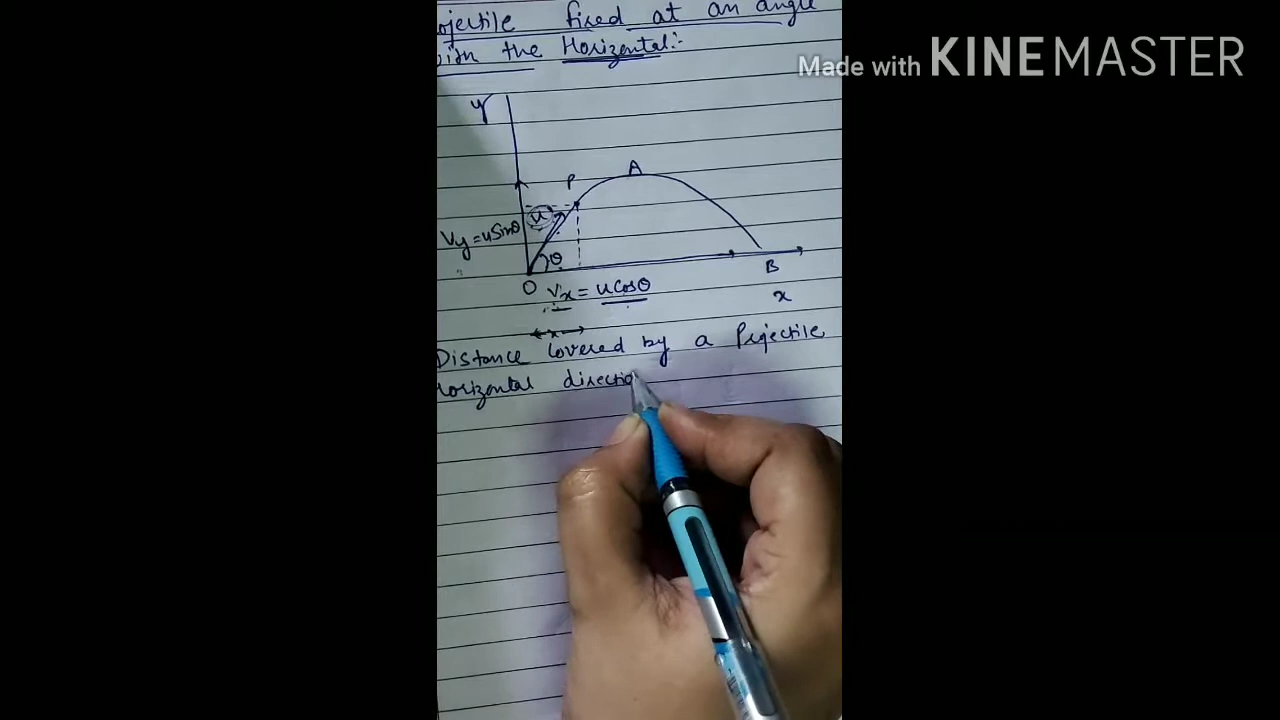 ojectile fired at an angle
with the Horizontal:-
Made with KINEMASTER
y
A
P
u
Vy = uSinθ
θ
O
B
Vx = uCosθ
x
x
Distance covered by a Projectile
Horizontal directio